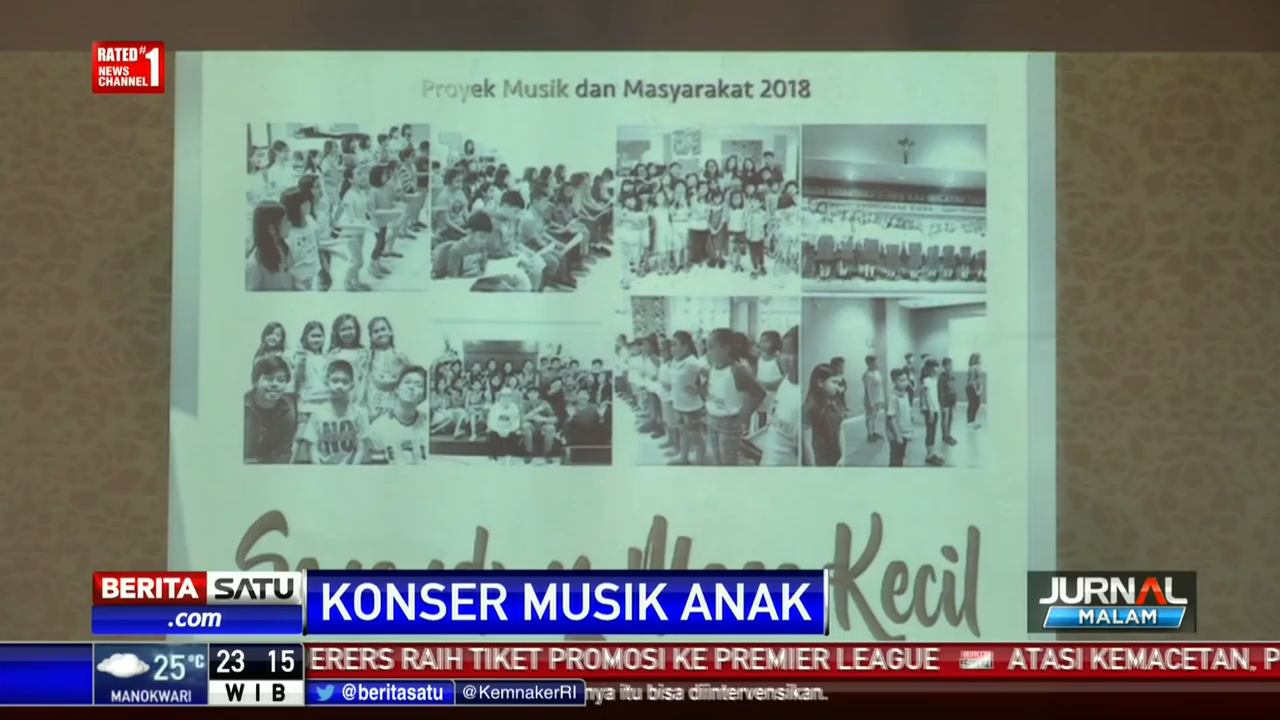 RATED #1
NEWS
CHANNEL
Proyek Musik dan Masyarakat 2018
Kecil
BERITA SATU
.com
KONSER MUSIK ANAK
JURNAL
MALAM
25°C
MANOKWARI
23 15
WIB
ERERS RAIH TIKET PROMOSI KE PREMIER LEAGUE
ATASI KEMACETAN, P
@beritasatu
@KemnakerRI
nya itu bisa diintervensikan.